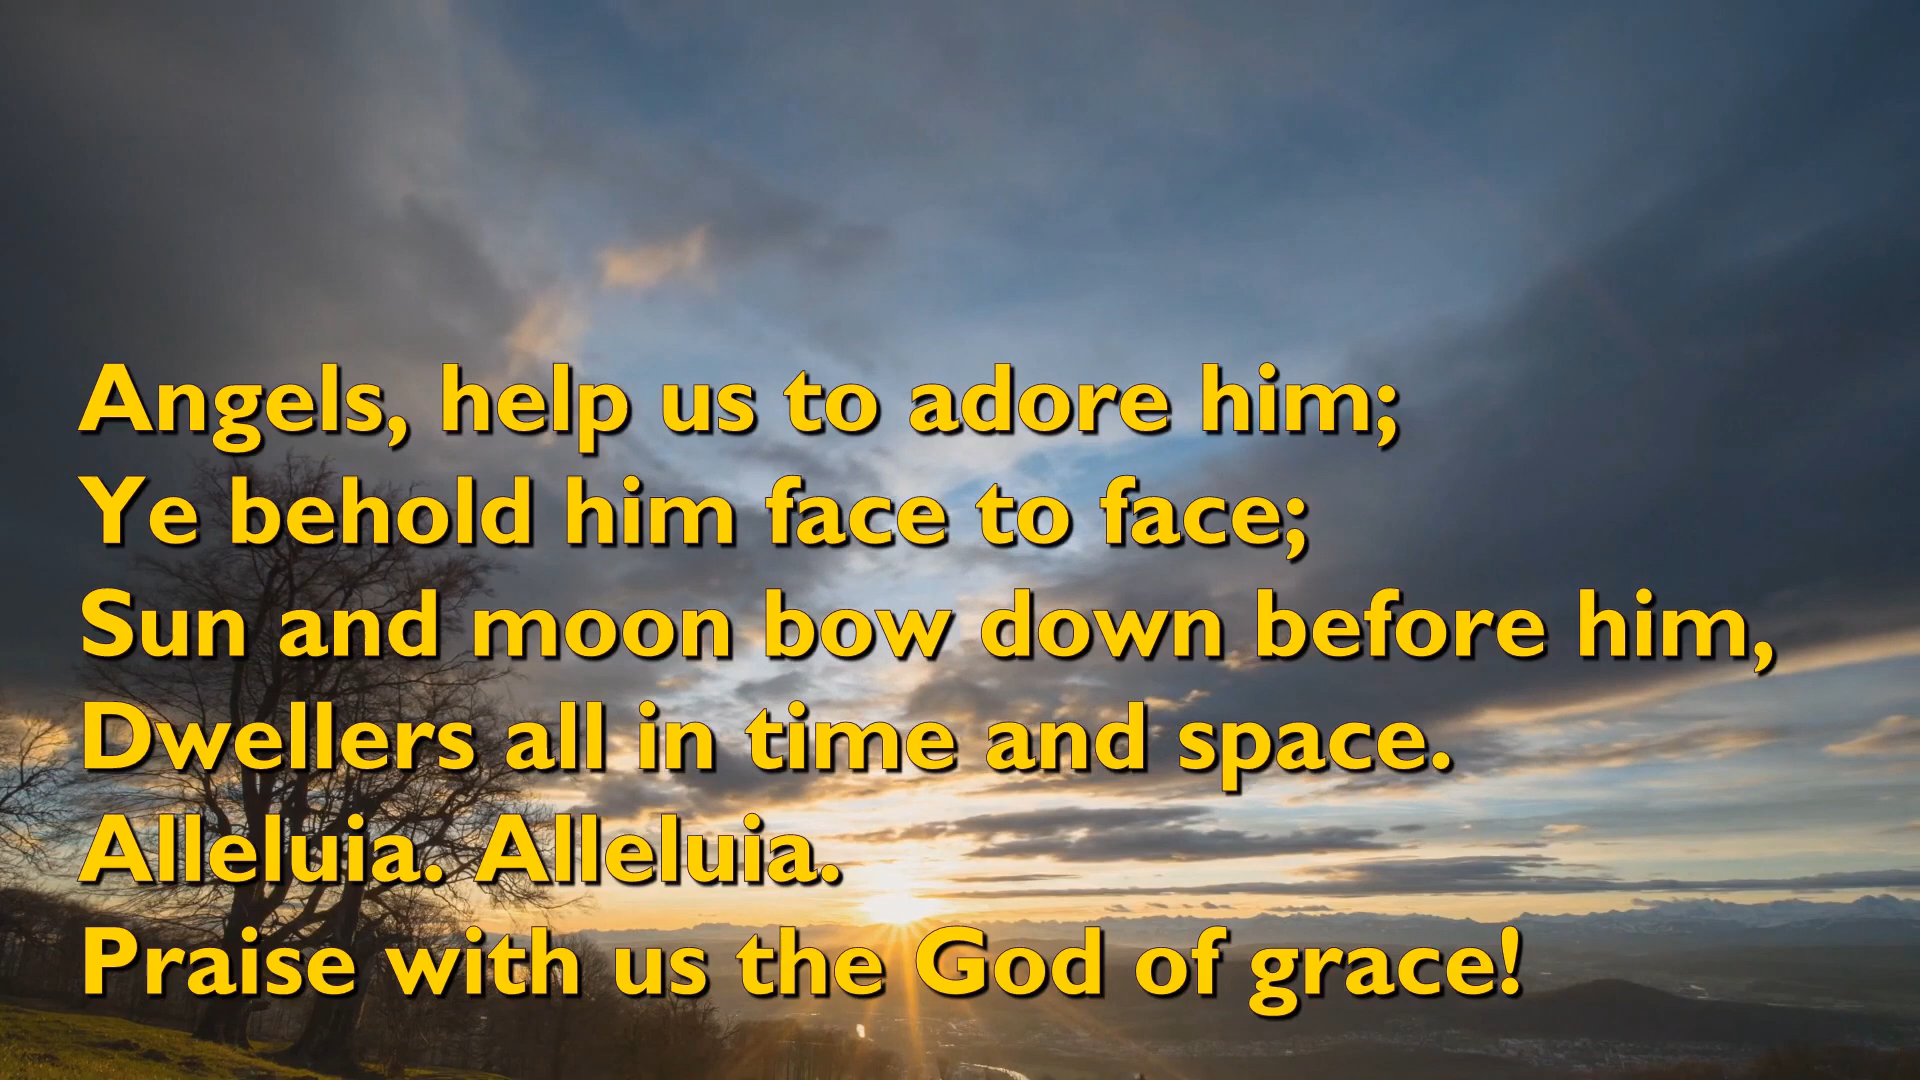 Angels, help us to adore him;
Ye behold him face to face;
Sun and moon bow down before him,
Dwellers all in time and space.
Alleluia. Alleluia.
Praise with us the God of grace!